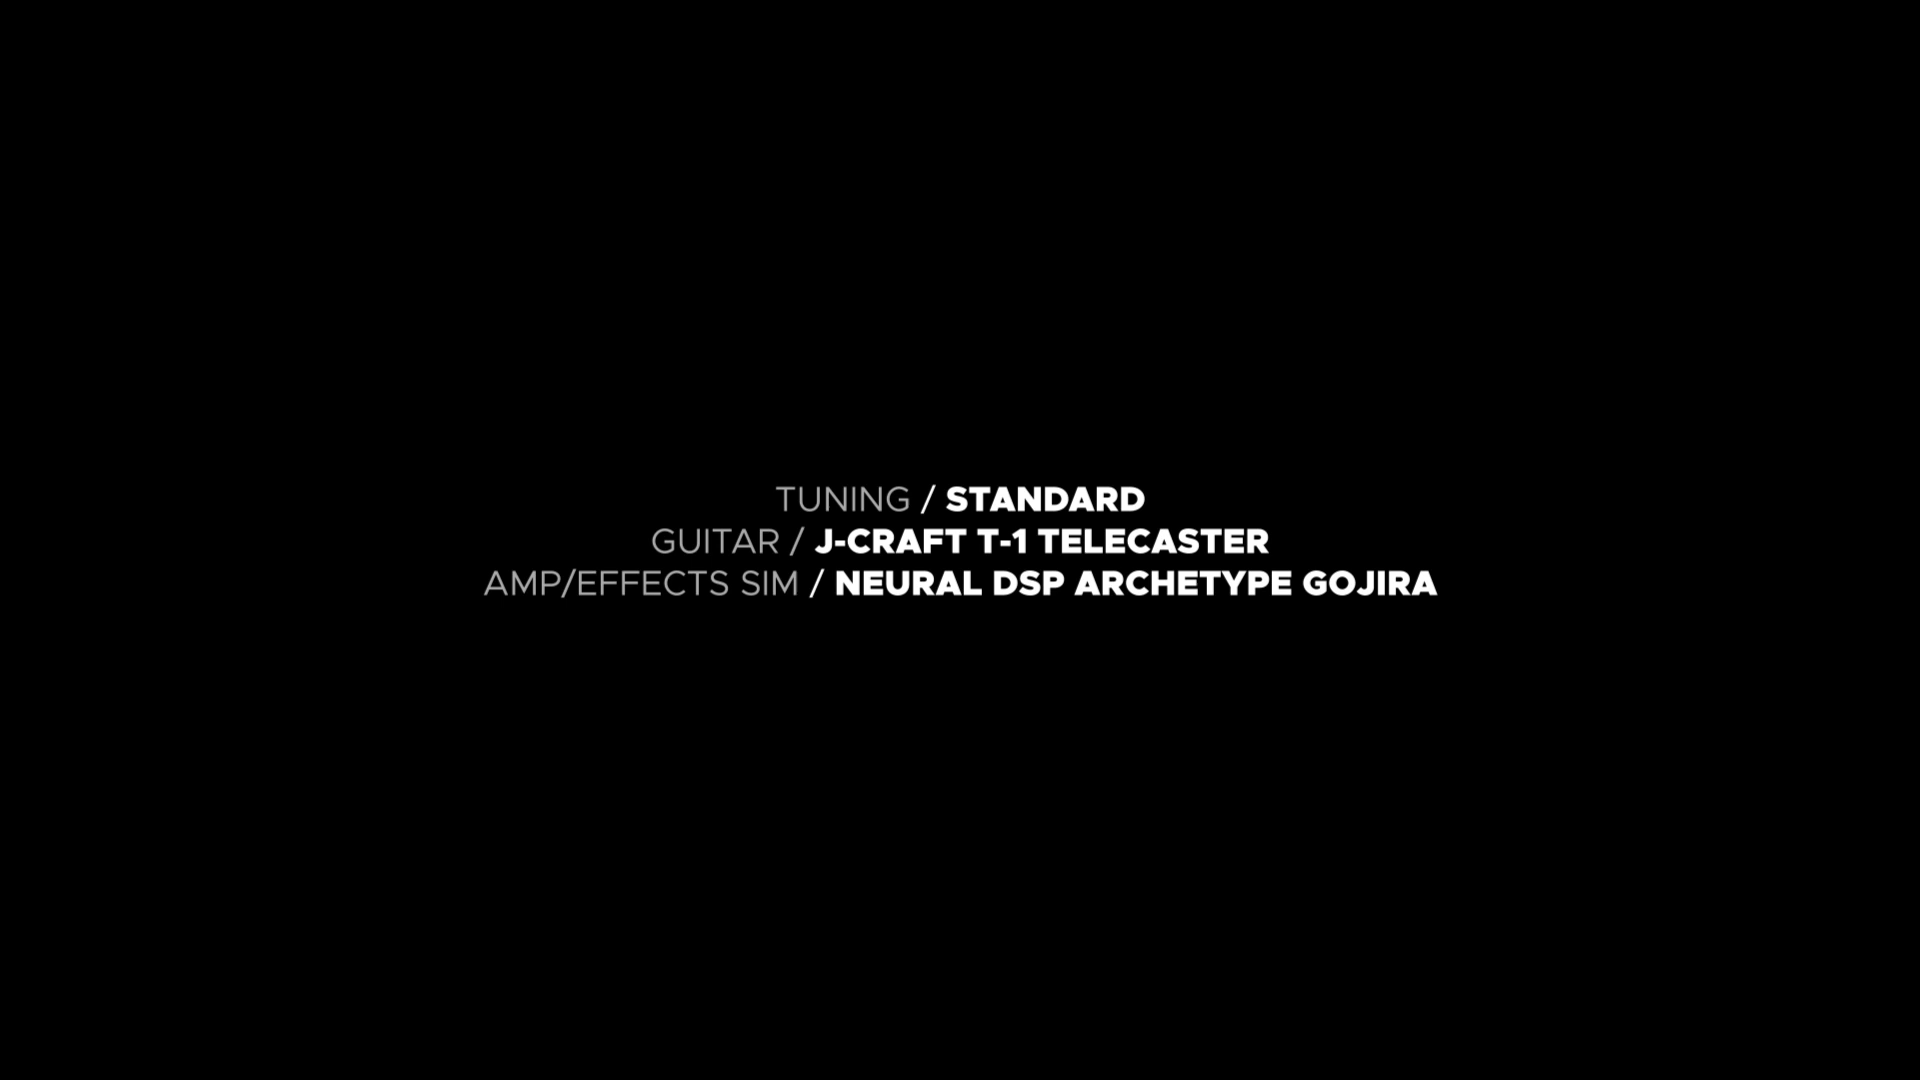 TUNING / STANDARD
GUITAR / J-CRAFT T-1 TELECASTER
AMP/EFFECTS SIM / NEURAL DSP ARCHETYPE GOJIRA